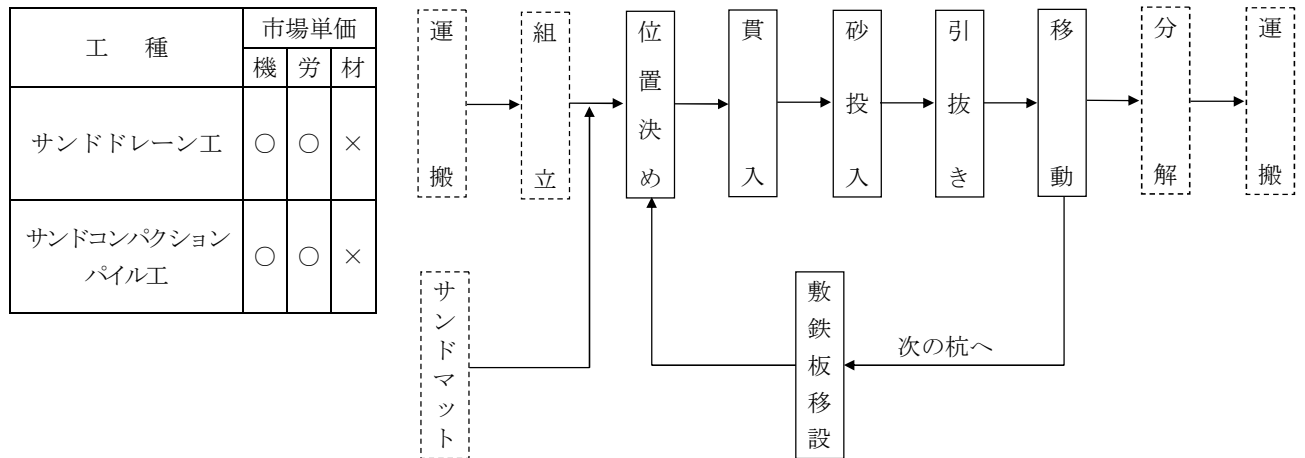 工 種
市場単価
機 労 材
サンドドレーン工 ○ ○ ×
サンドコンパクション
パイル工
○ ○ ×
運搬
組立
位置決め
貫入
砂投入
引抜き
移動
分解
運搬
サンドマット
敷鉄板移設
次の杭へ